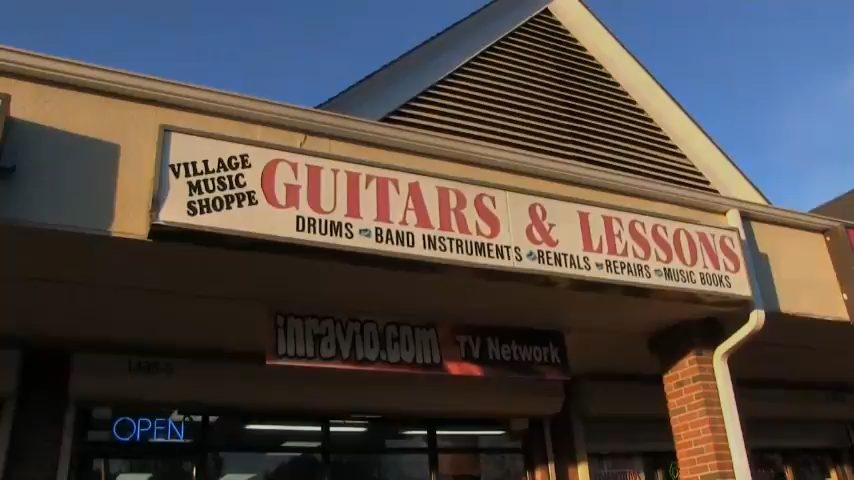 VILLAGE
MUSIC
SHOPPE
GUITARS & LESSONS
DRUMS BAND INSTRUMENTS RENTALS REPAIRS MUSIC BOOKS
inravio.com TV Network
OPEN